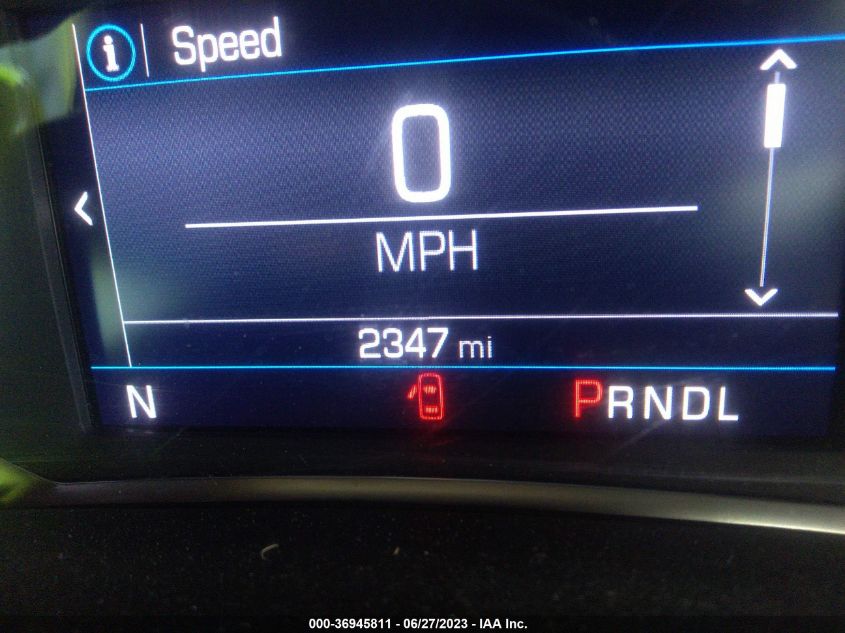 i Speed
0
MPH
2347 mi
N PRNDL
000-36945811 - 06/27/2023 - IAA Inc.